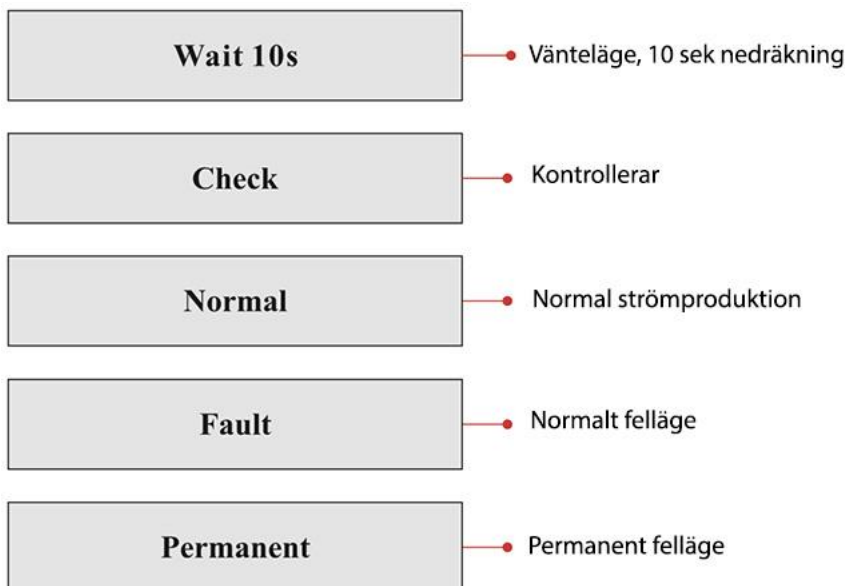 Wait 10s
Vänteläge, 10 sek nedräkning
Check
Kontrollerar
Normal
Normal strömproduktion
Fault
Normalt felläge
Permanent
Permanent felläge